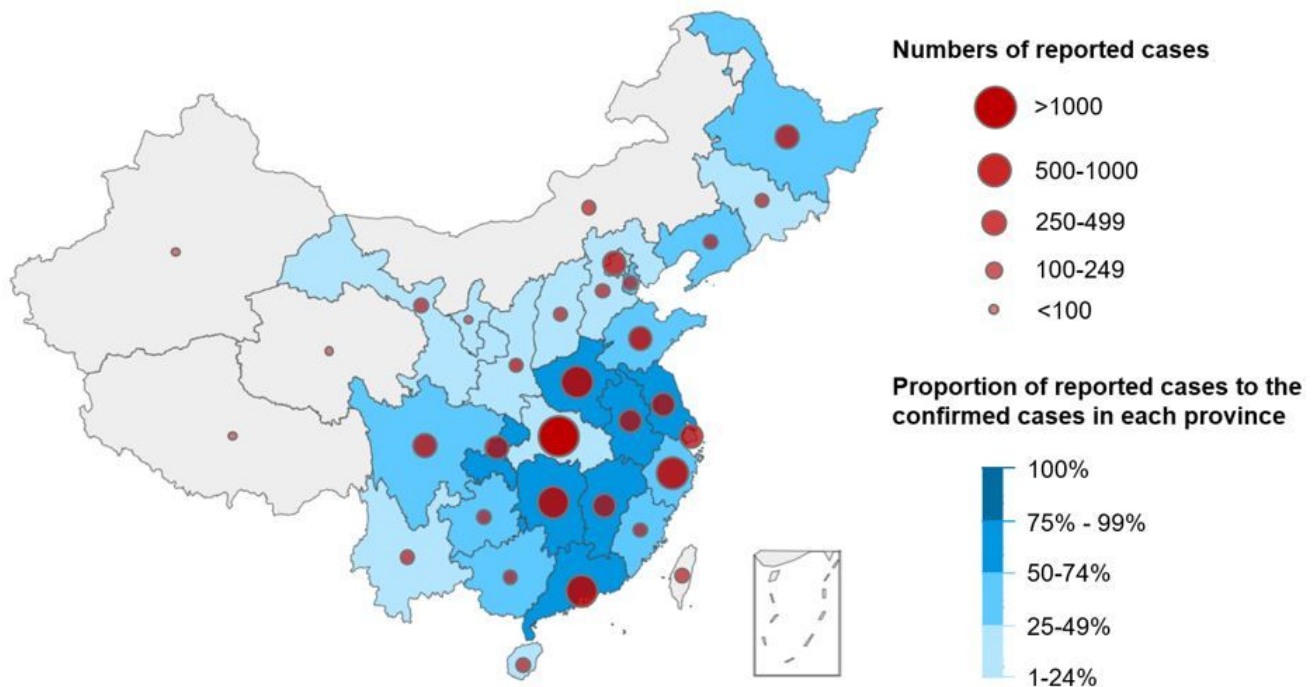 Numbers of reported cases
>1000
500-1000
250-499
100-249
<100
Proportion of reported cases to the
confirmed cases in each province
100%
75% - 99%
50-74%
25-49%
1-24%